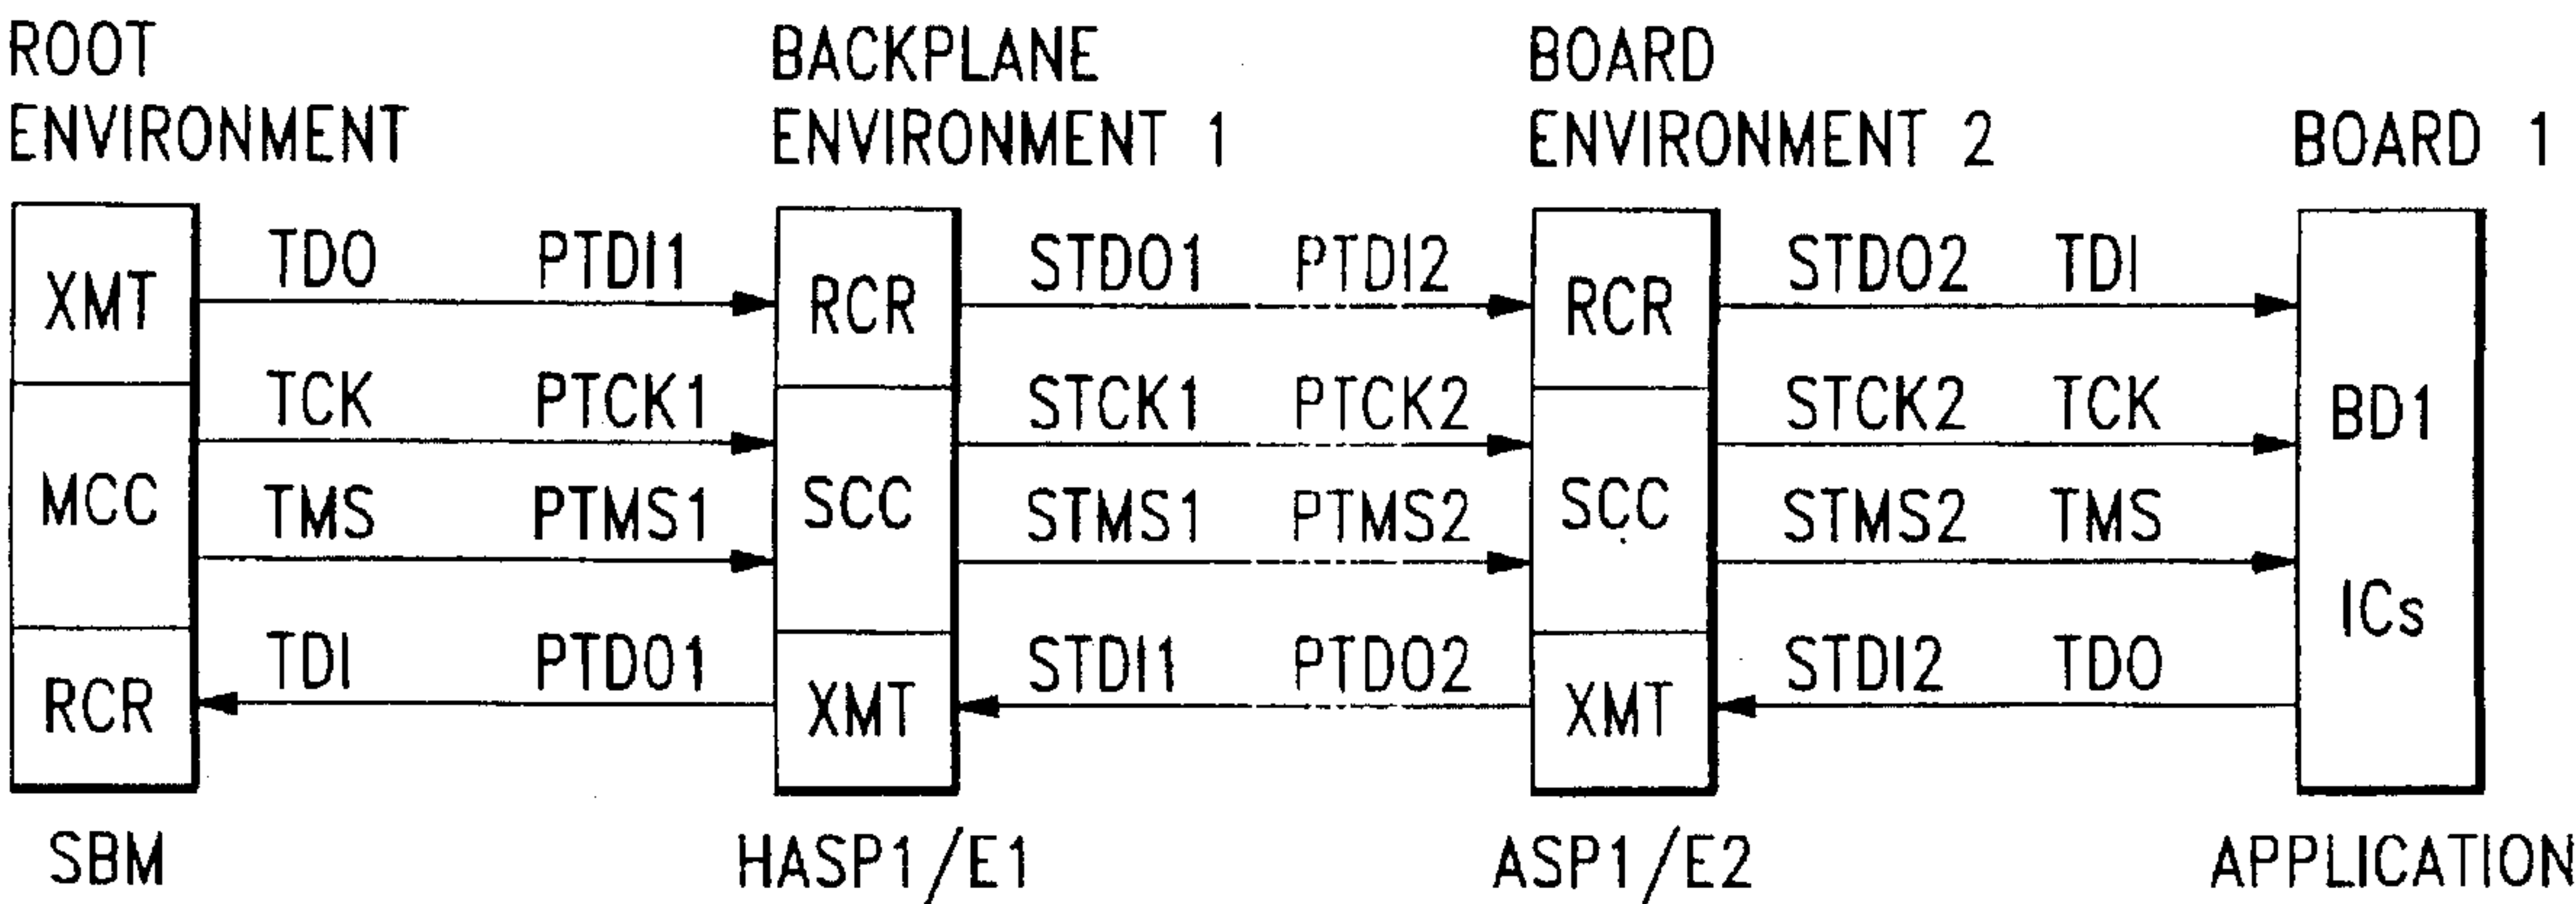 ROOT
ENVIRONMENT
BACKPLANE
ENVIRONMENT 1
BOARD
ENVIRONMENT 2
BOARD 1
XMT
TDO
PTDI1
RCR
STDO1
PTDI2
RCR
STDO2
TDI
MCC
TCK
PTCK1
SCC
STCK1
PTCK2
SCC
STCK2
TCK
BD1
TMS
PTMS1
STMS1
PTMS2
STMS2
TMS
ICs
RCR
TDI
PTDO1
XMT
STDI1
PTDO2
XMT
STDI2
TDO
SBM
HASP1/E1
ASP1/E2
APPLICATION